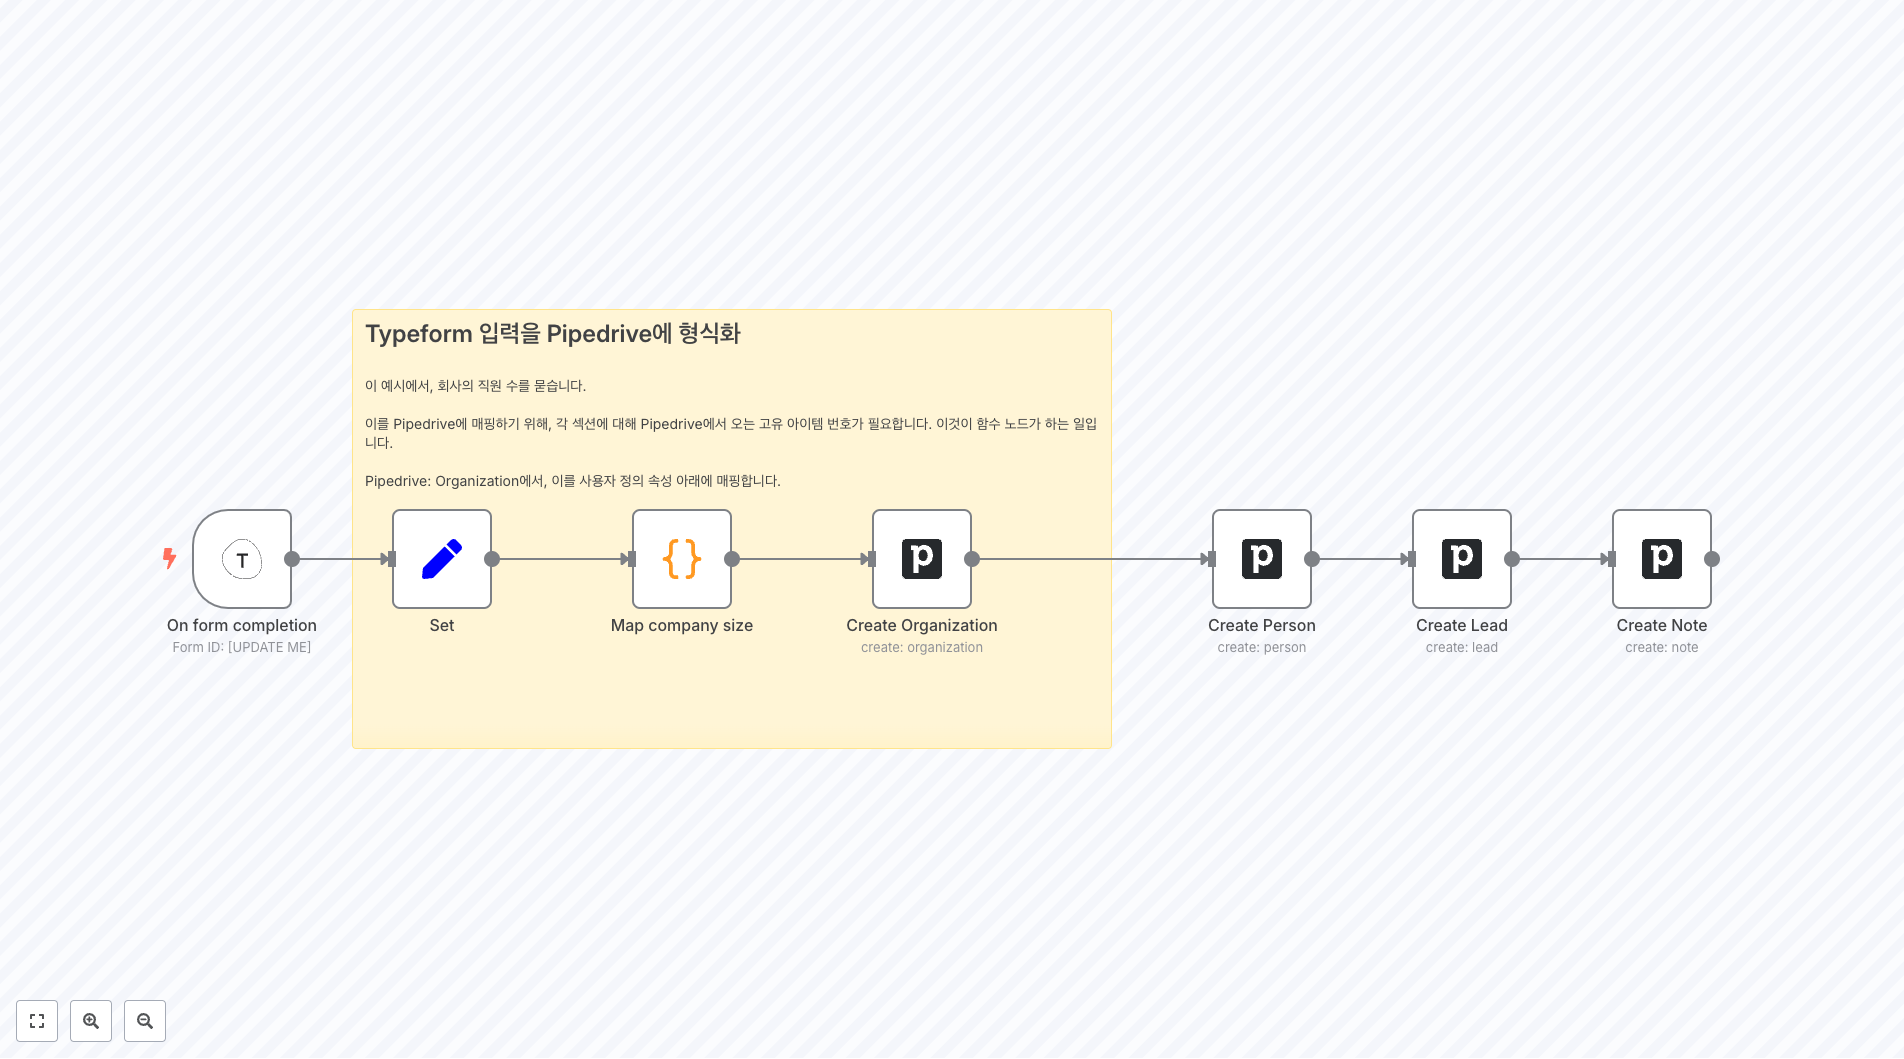 Typeform 입력을 Pipedrive에 형식화
이 예시에서, 회사의 직원 수를 묻습니다.
이를 Pipedrive에 매핑하기 위해, 각 섹션에 대해 Pipedrive에서 오는 고유 아이템 번호가 필요합니다. 이것이 함수 노드가 하는 일입
니다.
Pipedrive: Organization에서, 이를 사용자 정의 속성 아래에 매핑합니다.
T
{}
p
p
p
p
On form completion
Form ID: [UPDATE ME]
Set
Map company size
Create Organization
create: organization
Create Person
create: person
Create Lead
create: lead
Create Note
create: note